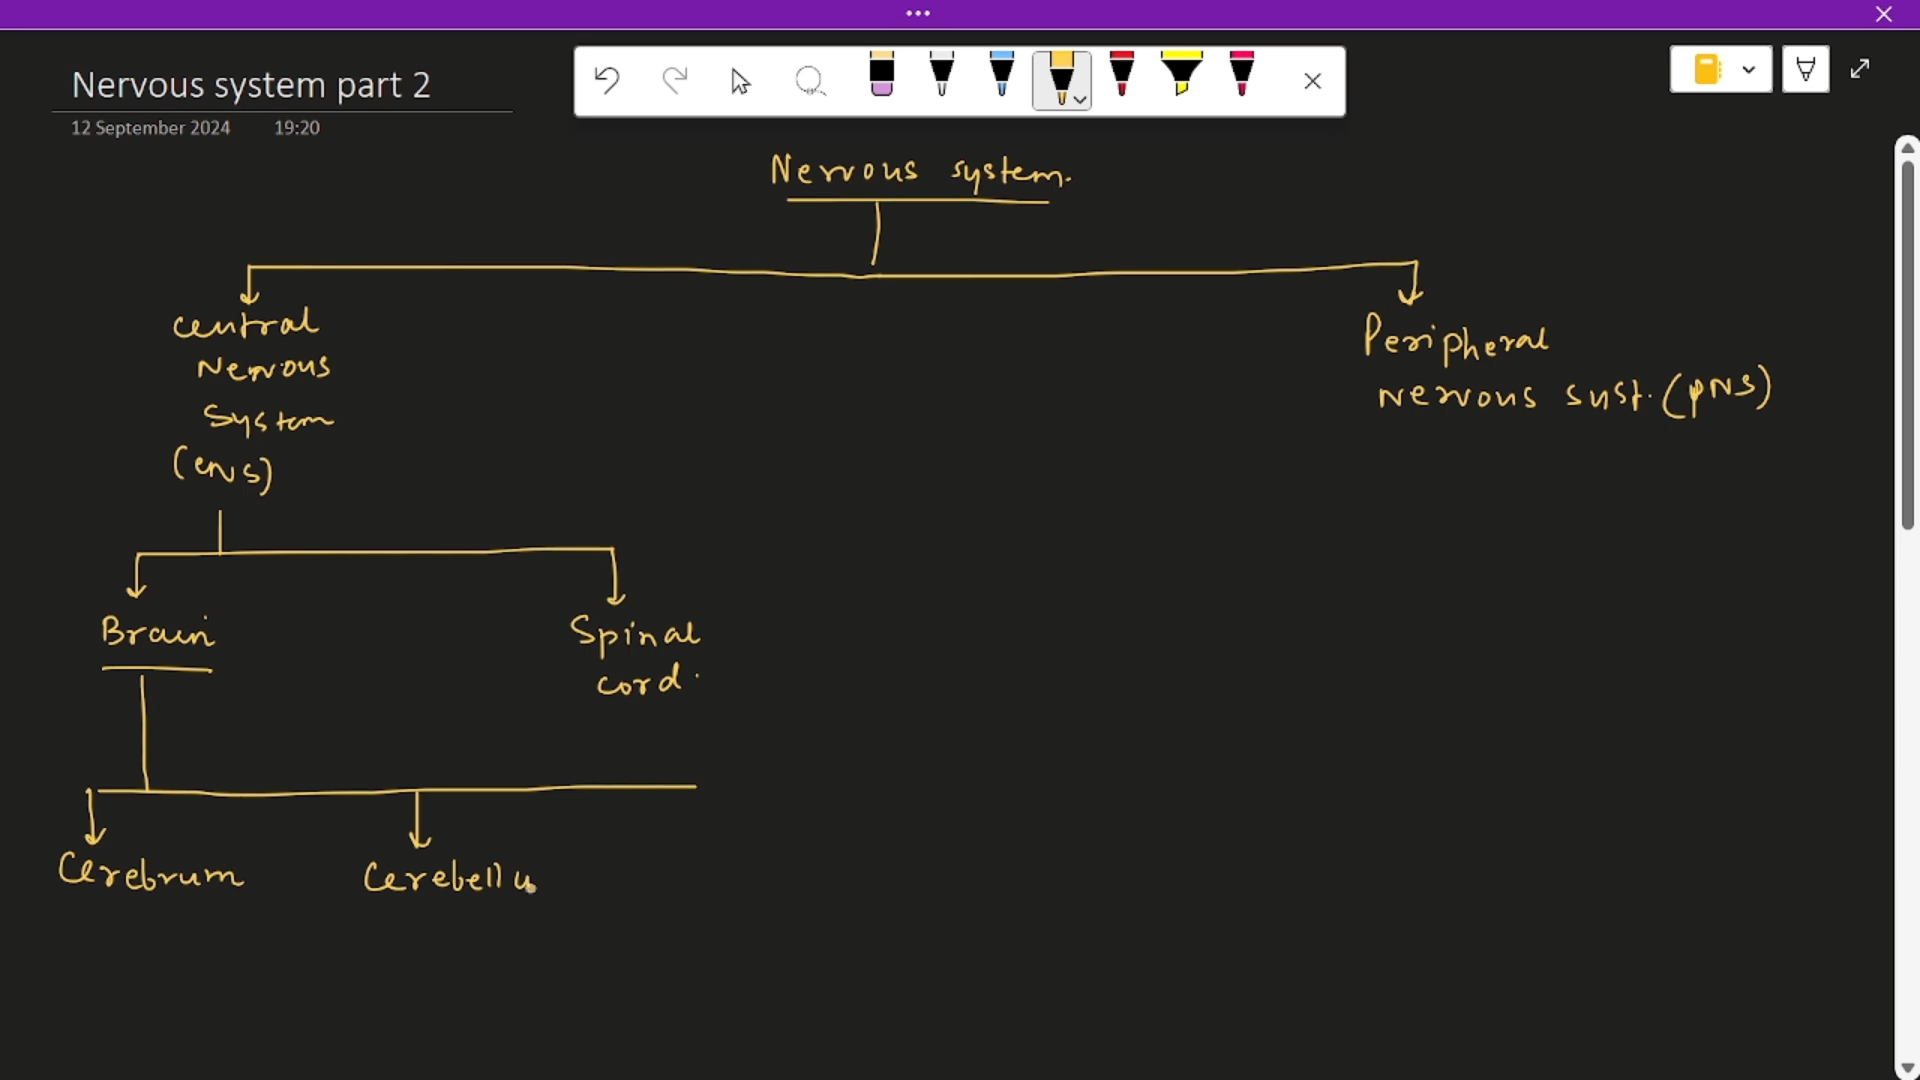 Nervous system part 2
12 September 2024 19:20
Nervous system.
Central
Nervous
System
(CNS)
Peripheral
Nervous syst. (PNS)
Brain
Spinal
cord.
Cerebrum
Cerebellu